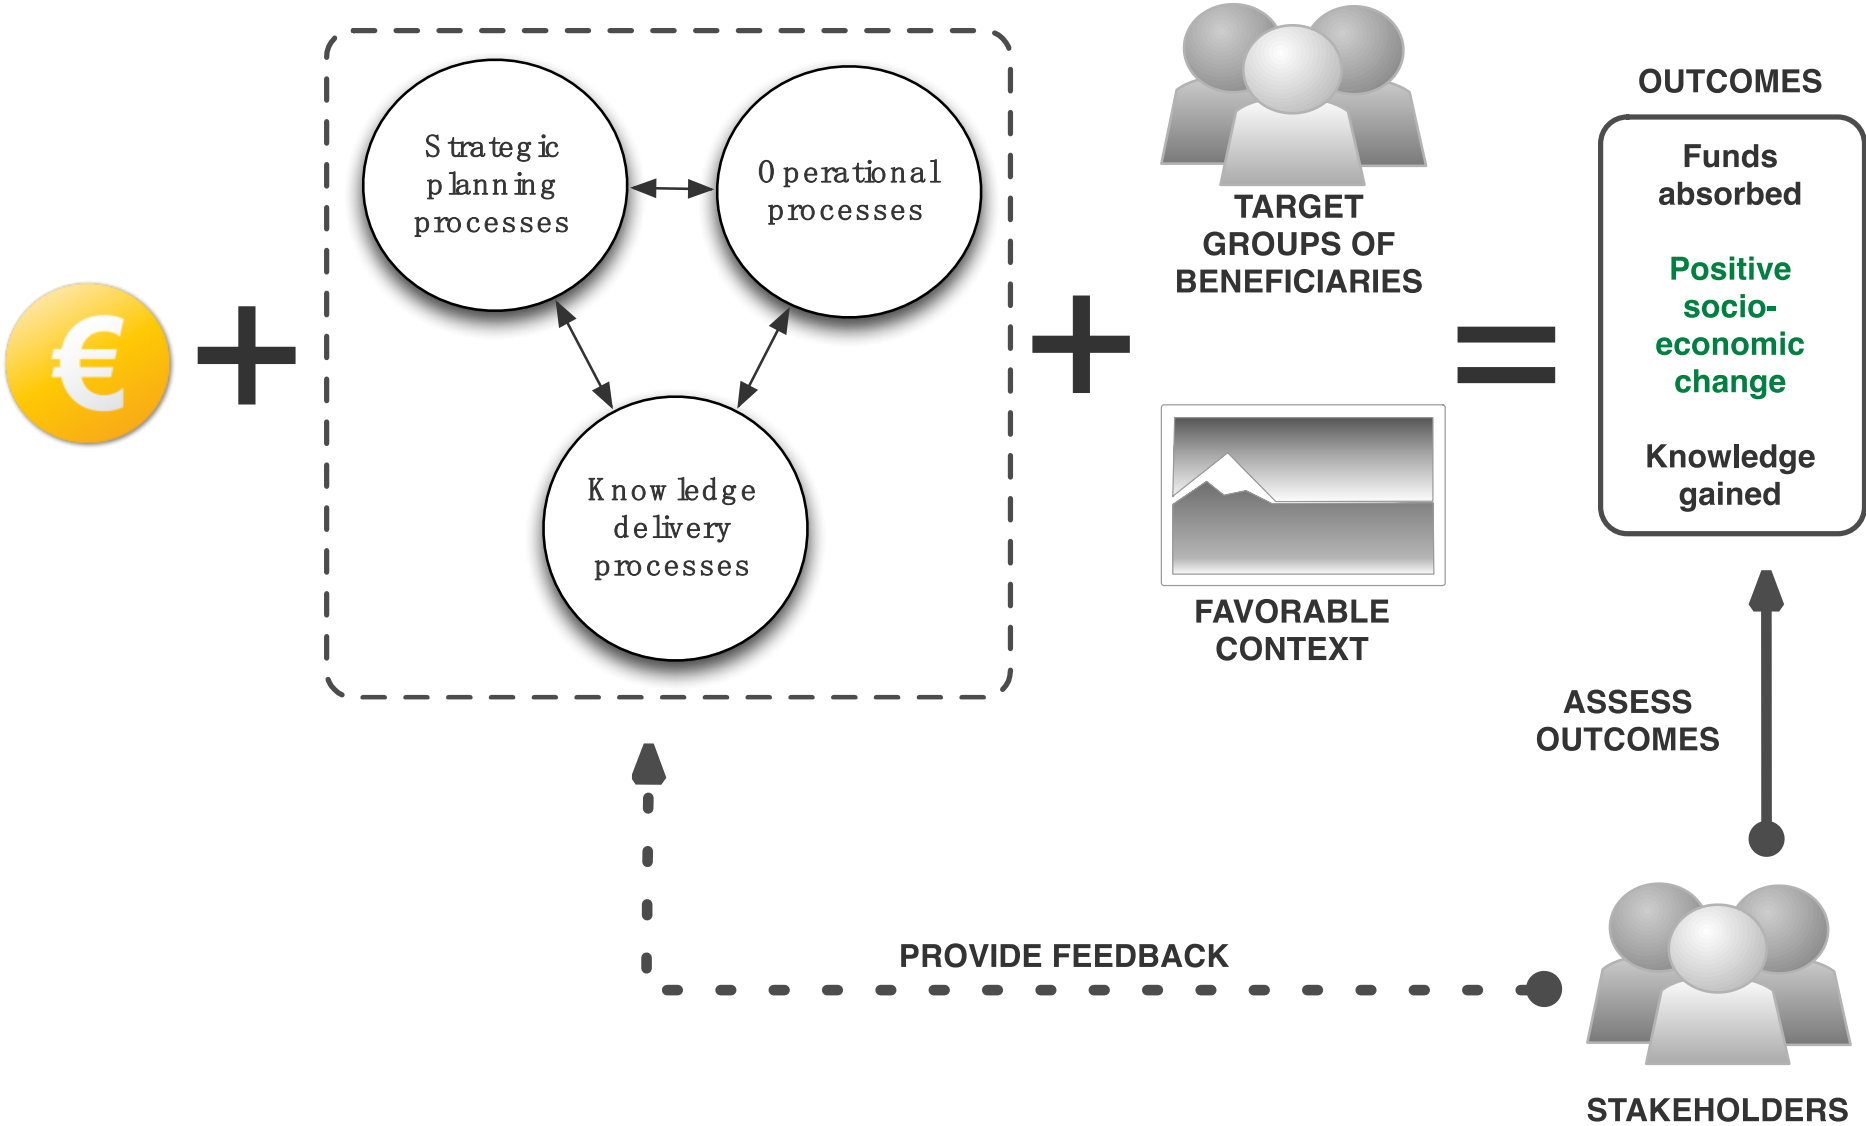 Strategic
planning
processes
Operational
processes
Knowledge
delivery
processes
€
TARGET
GROUPS OF
BENEFICIARIES
FAVORABLE
CONTEXT
OUTCOMES
Funds
absorbed
Positive
socio-
economic
change
Knowledge
gained
ASSESS
OUTCOMES
PROVIDE FEEDBACK
STAKEHOLDERS